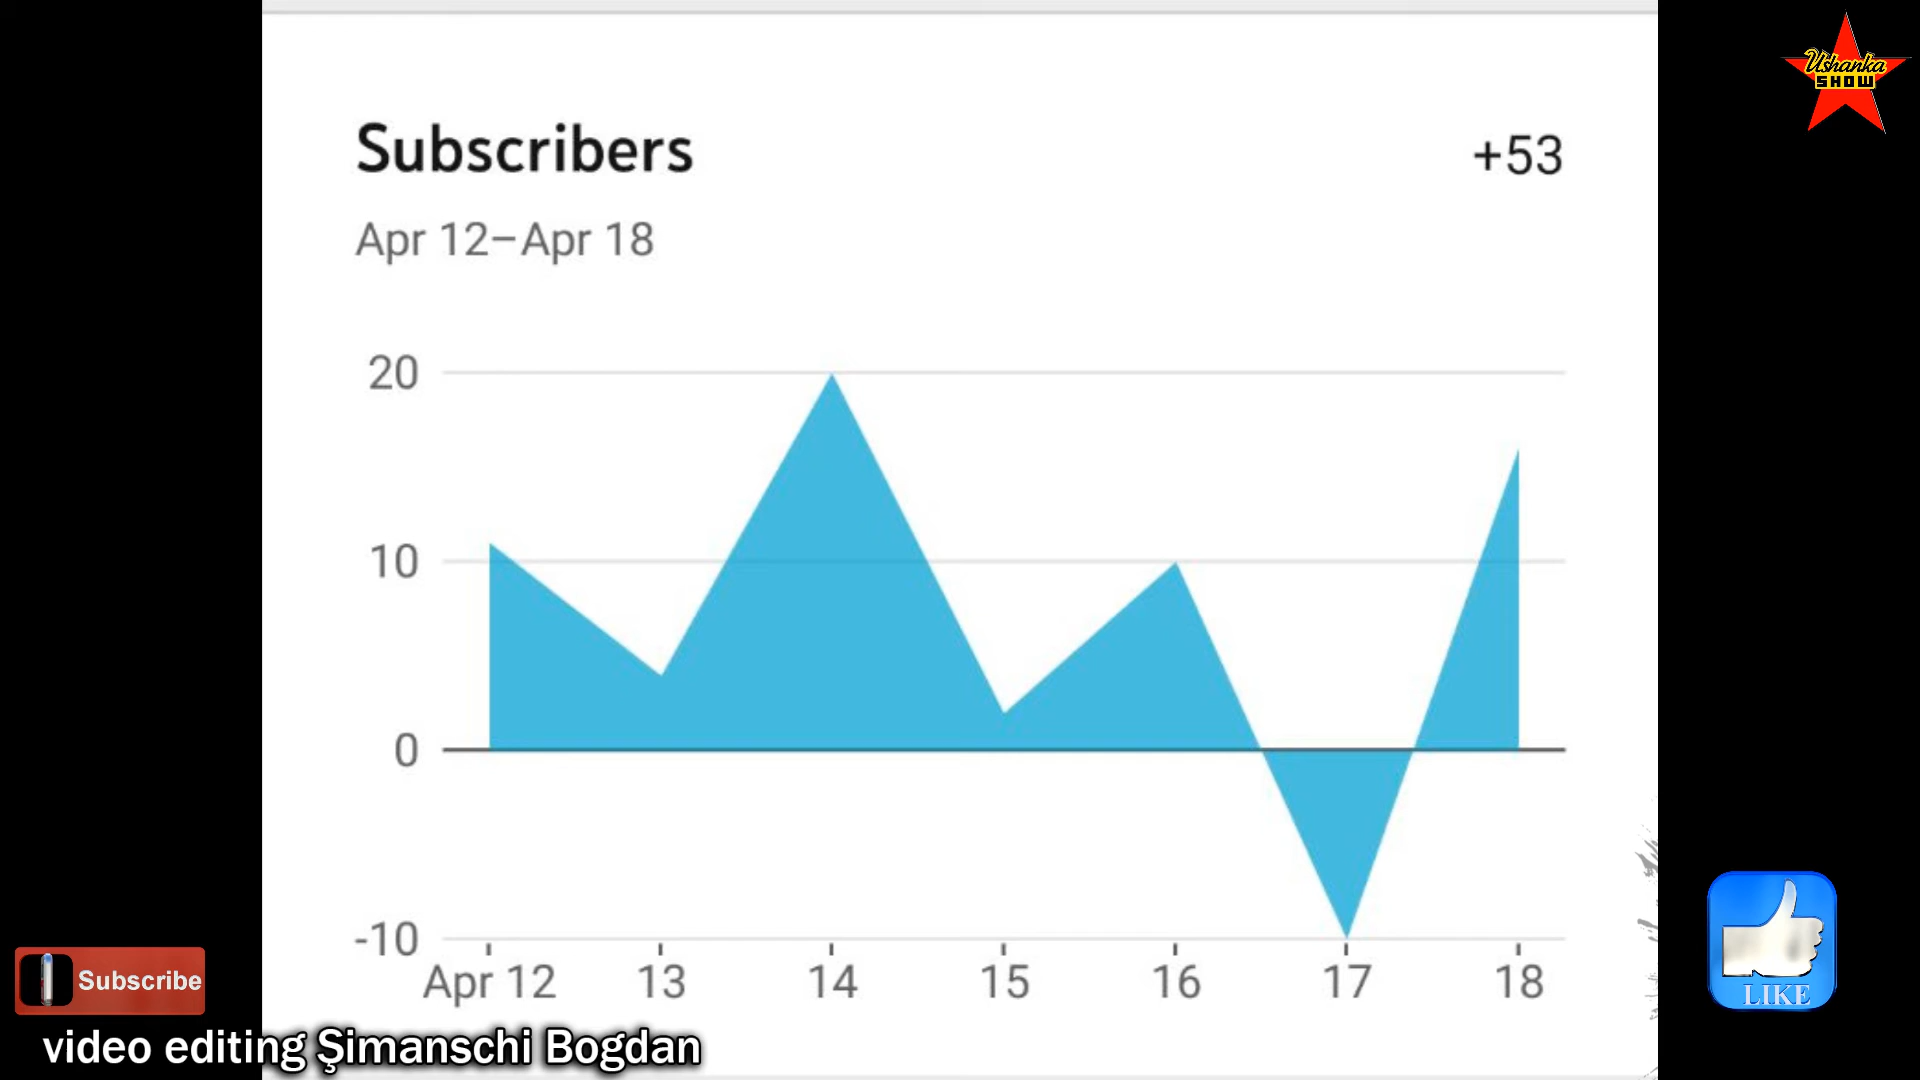 Ushanka
SHOW
Subscribers
+53
Apr 12–Apr 18
20
10
0
-10
Apr 12 13 14 15 16 17 18
Subscribe
LIKE
video editing Şimanschi Bogdan